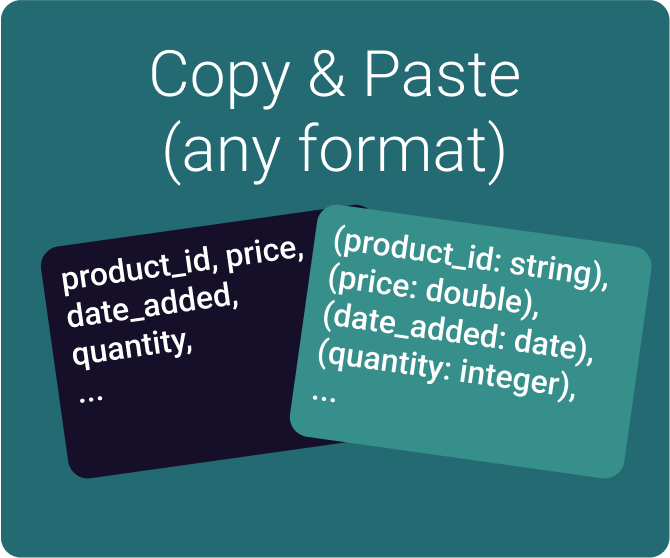 Copy & Paste
(any format)
product_id, price,
date_added,
quantity,
...
(product_id: string),
(price: double),
(date_added: date),
(quantity: integer),
...